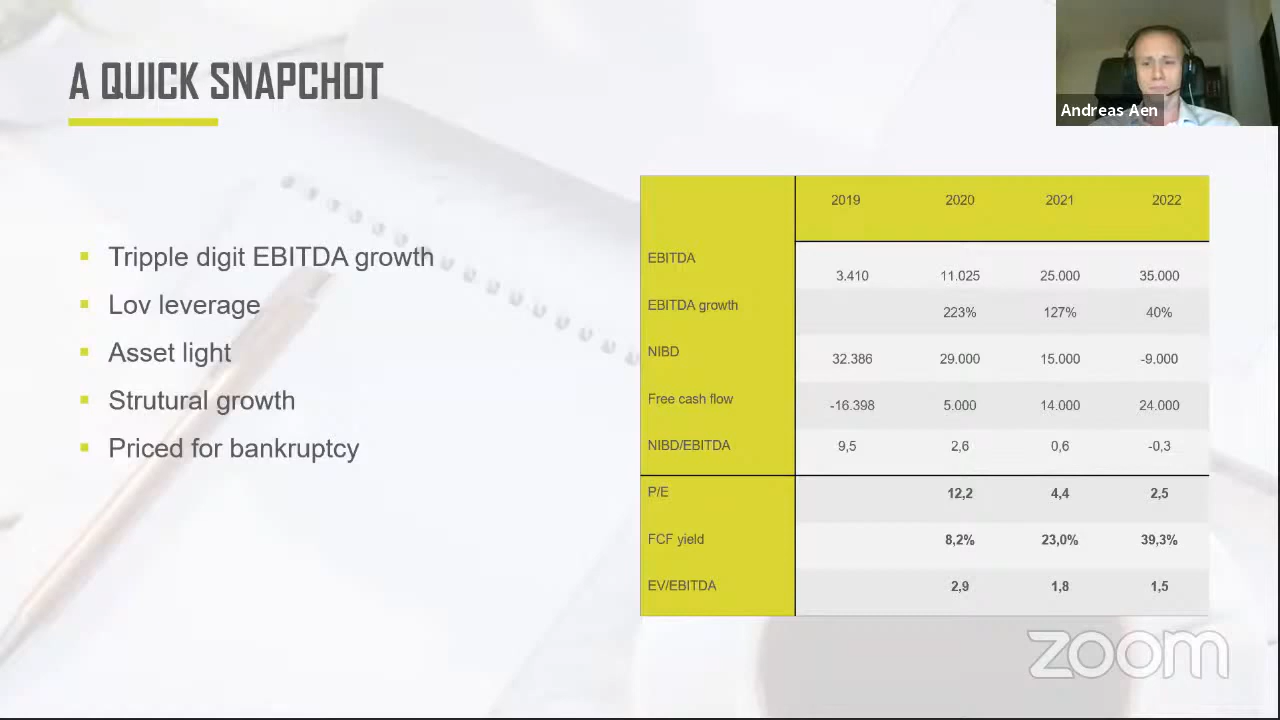 A QUICK SNAPCHOT
Andreas Aen
Tripple digit EBITDA growth
Lov leverage
Asset light
Strutural growth
Priced for bankruptcy
2019 2020 2021 2022
EBITDA 3.410 11.025 25.000 35.000
EBITDA growth 223% 127% 40%
NIBD 32.386 29.000 15.000 -9.000
Free cash flow -16.398 5.000 14.000 24.000
NIBD/EBITDA 9,5 2,6 0,6 -0,3
P/E 12,2 4,4 2,5
FCF yield 8,2% 23,0% 39,3%
EV/EBITDA 2,9 1,8 1,5
zoom